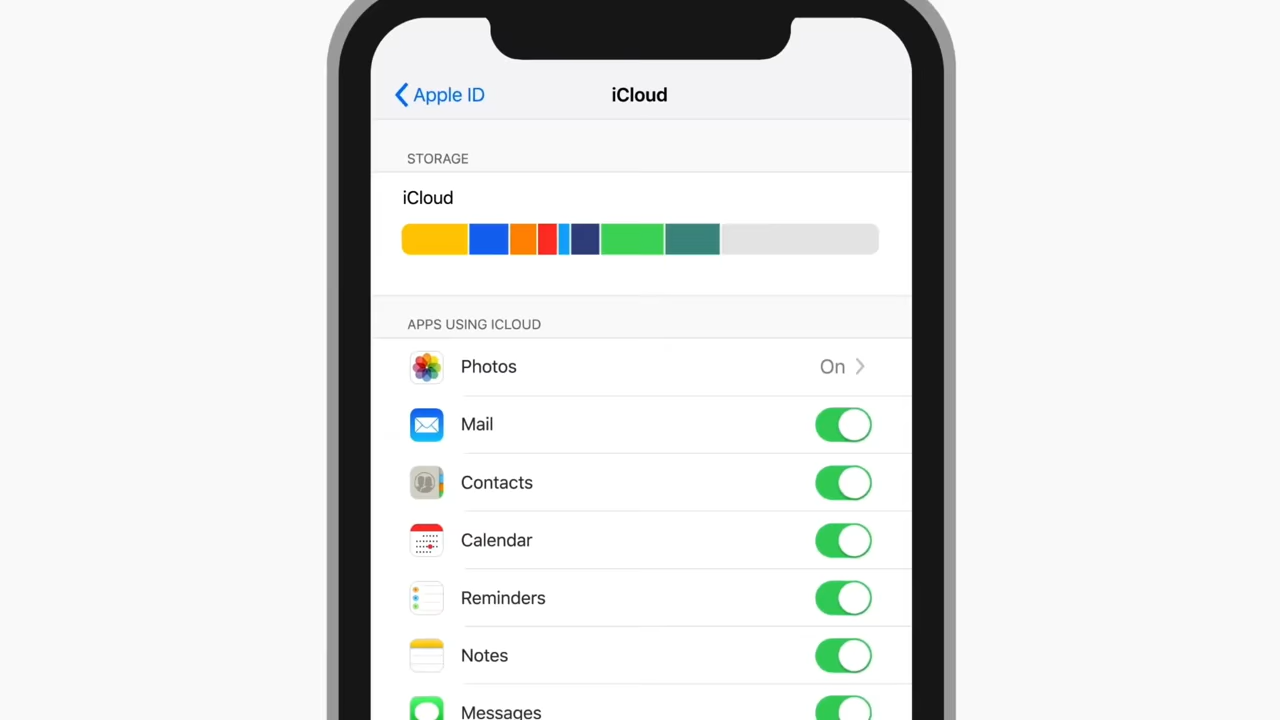 Apple ID
iCloud
STORAGE
iCloud
APPS USING ICLOUD
Photos On
Mail
Contacts
Calendar
Reminders
Notes
Messages